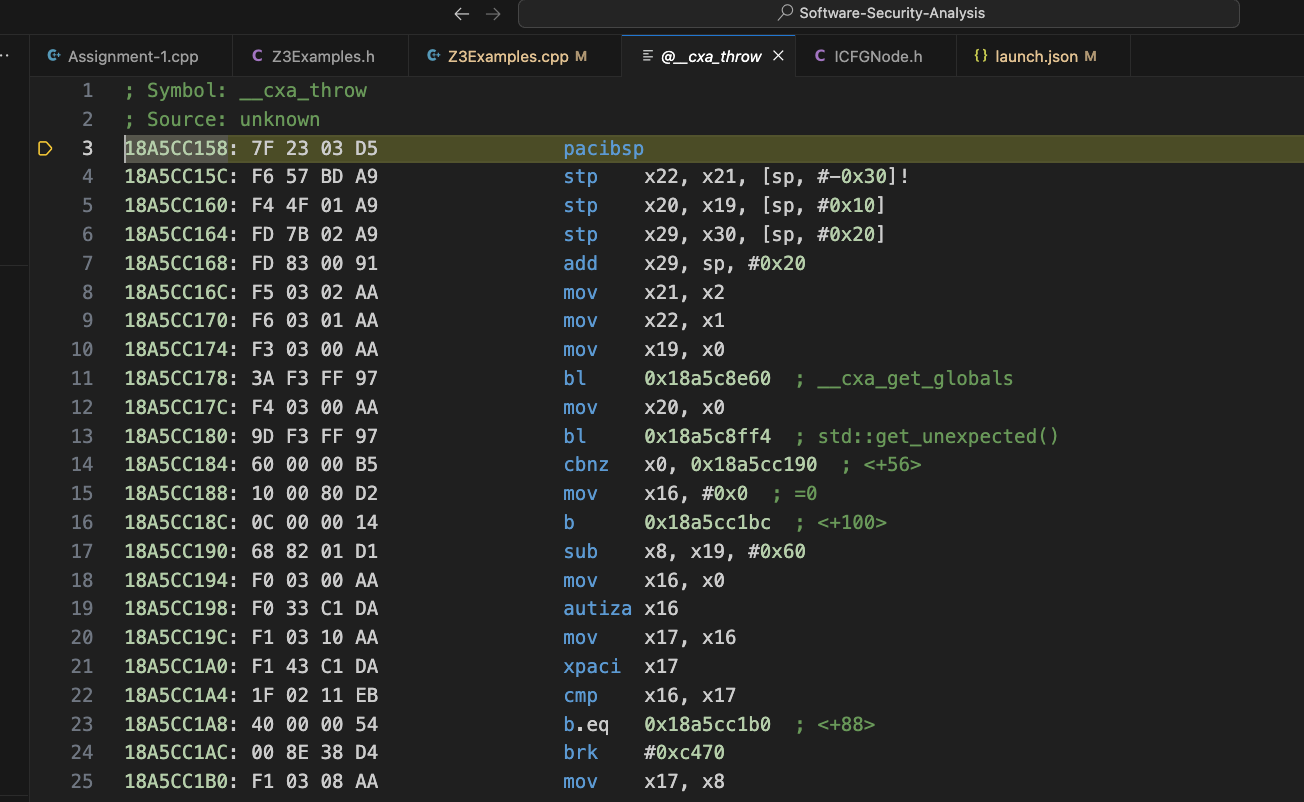 ← → Software-Security-Analysis
Assignment-1.cpp Z3Examples.h Z3Examples.cpp M @__cxa_throw × ICFGNode.h {} launch.json M
1 ; Symbol: __cxa_throw
2 ; Source: unknown
3 18A5CC158: 7F 23 03 D5 pacibsp
4 18A5CC15C: F6 57 BD A9 stp x22, x21, [sp, #-0x30]!
5 18A5CC160: F4 4F 01 A9 stp x20, x19, [sp, #0x10]
6 18A5CC164: FD 7B 02 A9 stp x29, x30, [sp, #0x20]
7 18A5CC168: FD 83 00 91 add x29, sp, #0x20
8 18A5CC16C: F5 03 02 AA mov x21, x2
9 18A5CC170: F6 03 01 AA mov x22, x1
10 18A5CC174: F3 03 00 AA mov x19, x0
11 18A5CC178: 3A F3 FF 97 bl 0x18a5c8e60 ; __cxa_get_globals
12 18A5CC17C: F4 03 00 AA mov x20, x0
13 18A5CC180: 9D F3 FF 97 bl 0x18a5c8ff4 ; std::get_unexpected()
14 18A5CC184: 60 00 00 B5 cbnz x0, 0x18a5cc190 ; <+56>
15 18A5CC188: 10 00 80 D2 mov x16, #0x0 ; =0
16 18A5CC18C: 0C 00 00 14 b 0x18a5cc1bc ; <+100>
17 18A5CC190: 68 82 01 D1 sub x8, x19, #0x60
18 18A5CC194: F0 03 00 AA mov x16, x0
19 18A5CC198: F0 33 C1 DA autiza x16
20 18A5CC19C: F1 03 10 AA mov x17, x16
21 18A5CC1A0: F1 43 C1 DA xpaci x17
22 18A5CC1A4: 1F 02 11 EB cmp x16, x17
23 18A5CC1A8: 40 00 00 54 b.eq 0x18a5cc1b0 ; <+88>
24 18A5CC1AC: 00 8E 38 D4 brk #0xc470
25 18A5CC1B0: F1 03 08 AA mov x17, x8